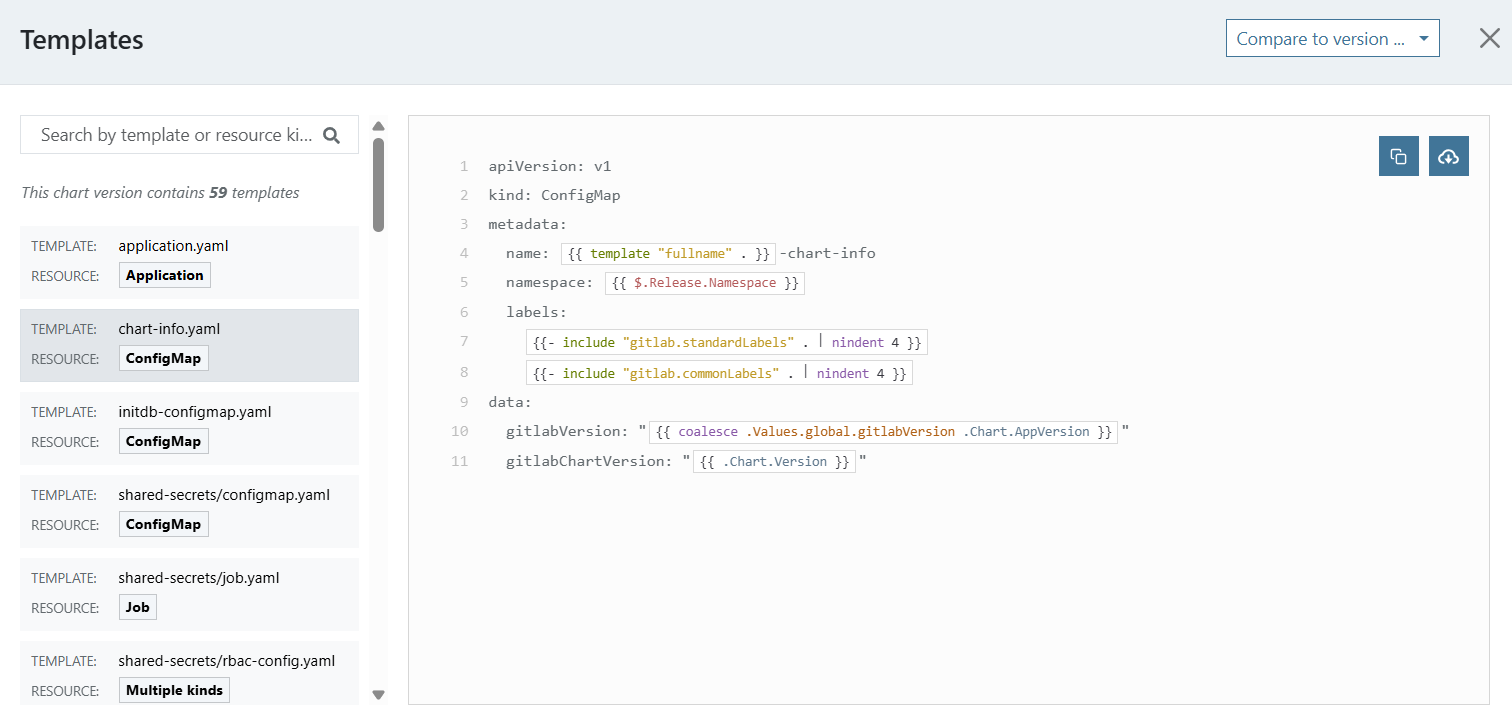 Templates
Compare to version ...
Search by template or resource ki...
This chart version contains 59 templates
TEMPLATE: application.yaml
RESOURCE: Application
TEMPLATE: chart-info.yaml
RESOURCE: ConfigMap
TEMPLATE: initdb-configmap.yaml
RESOURCE: ConfigMap
TEMPLATE: shared-secrets/configmap.yaml
RESOURCE: ConfigMap
TEMPLATE: shared-secrets/job.yaml
RESOURCE: Job
TEMPLATE: shared-secrets/rbac-config.yaml
RESOURCE: Multiple kinds
1 apiVersion: v1
2 kind: ConfigMap
3 metadata:
4   name: {{ template "fullname" . }}-chart-info
5   namespace: {{ $.Release.Namespace }}
6   labels:
7     {{- include "gitlab.standardLabels" . | nindent 4 }}
8     {{- include "gitlab.commonLabels" . | nindent 4 }}
9 data:
10   gitlabVersion: "{{ coalesce .Values.global.gitlabVersion .Chart.AppVersion }}"
11   gitlabChartVersion: "{{ .Chart.Version }}"